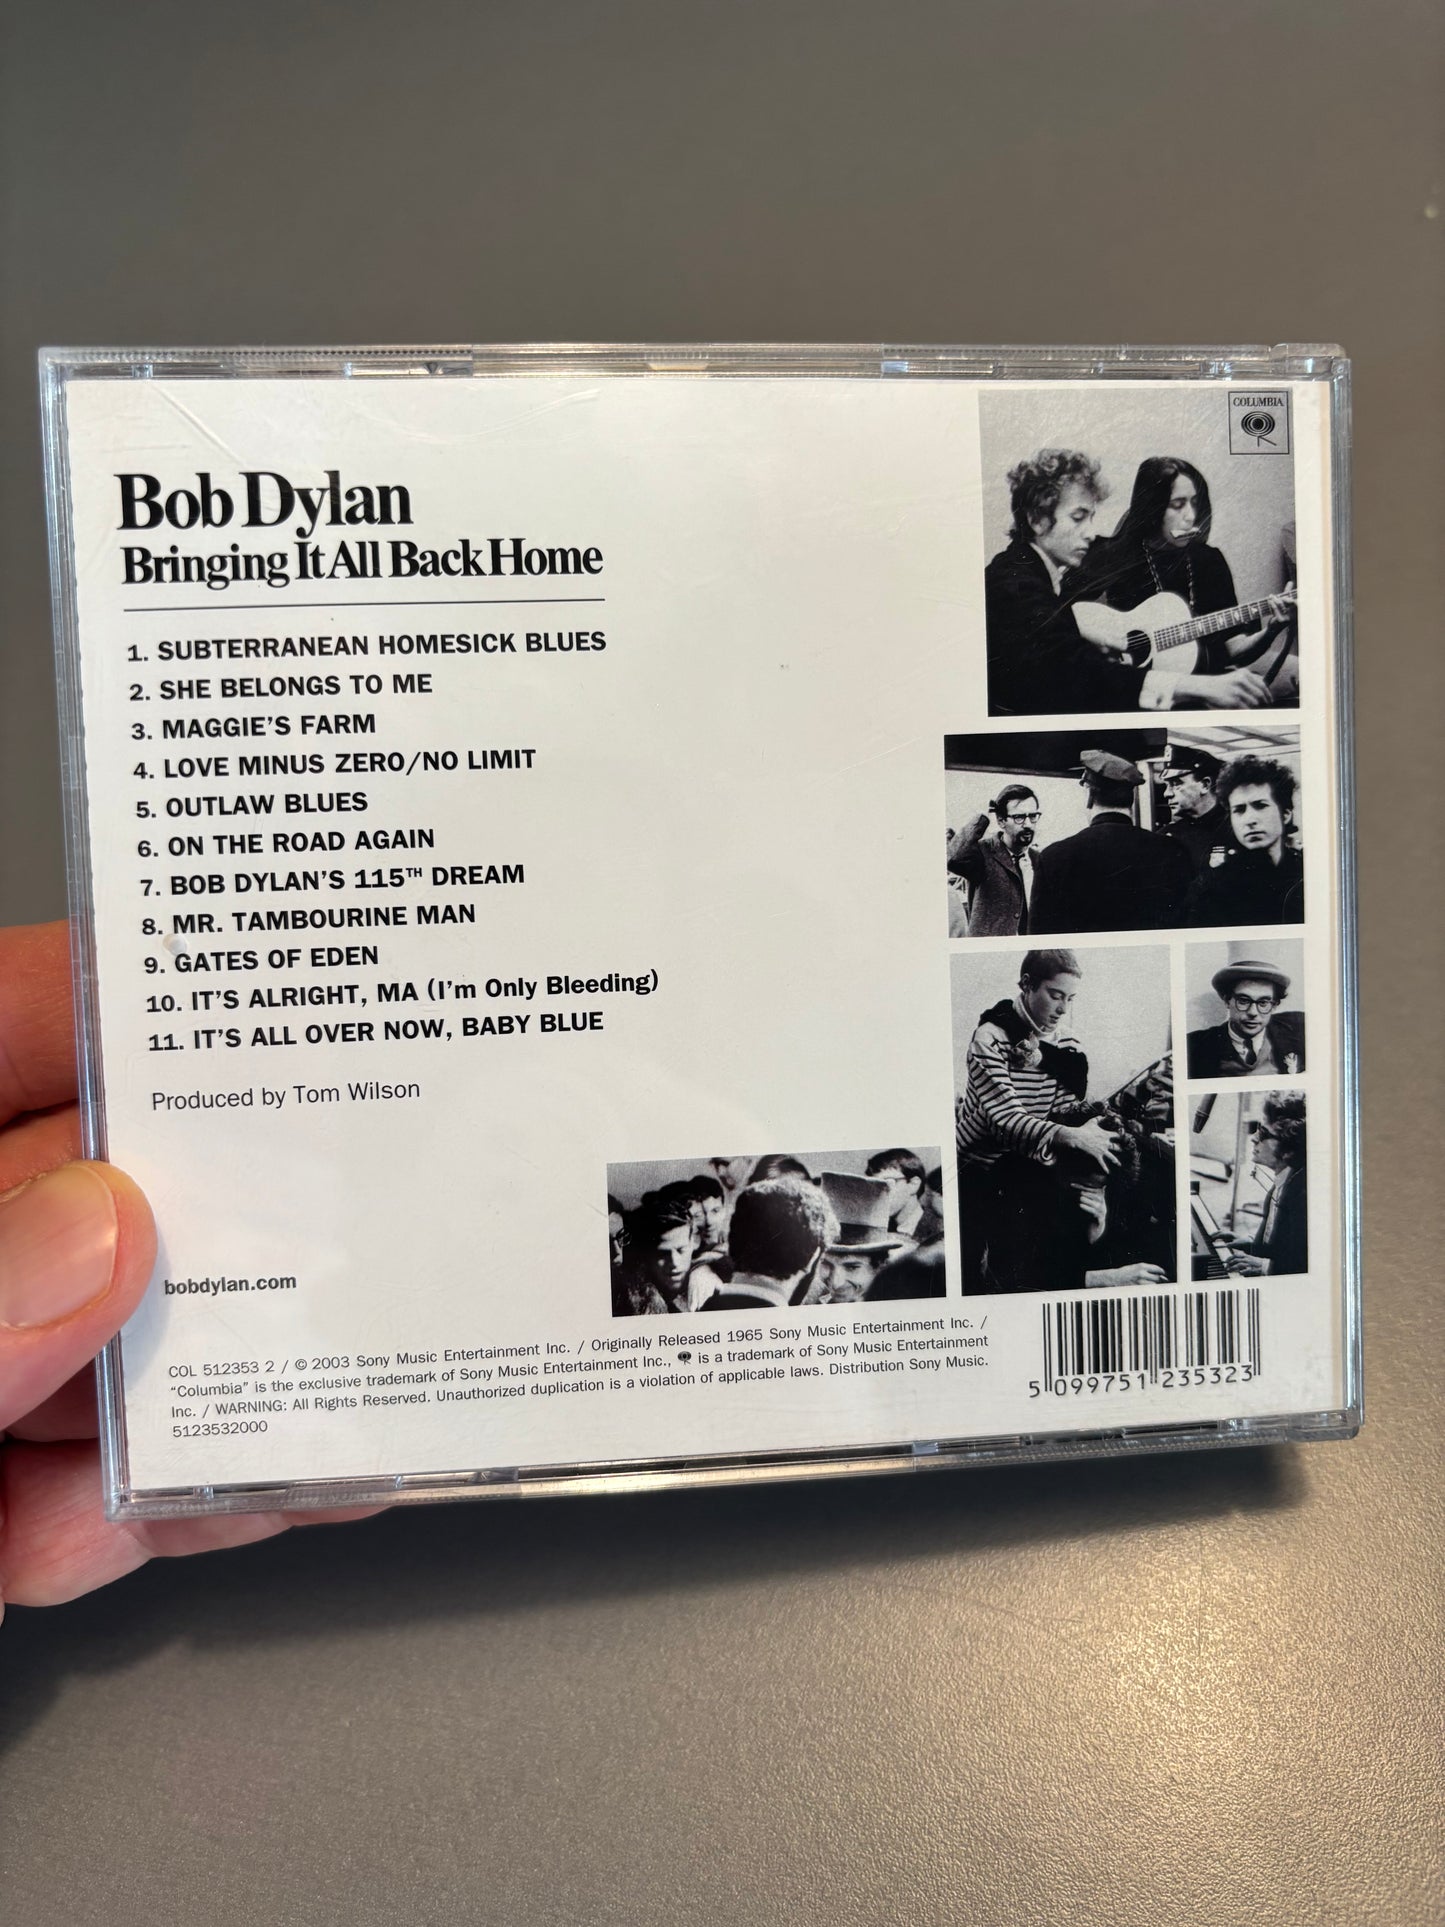 COLUMBIA
Bob Dylan
Bringing It All Back Home
1. SUBTERRANEAN HOMESICK BLUES
2. SHE BELONGS TO ME
3. MAGGIE'S FARM
4. LOVE MINUS ZERO/NO LIMIT
5. OUTLAW BLUES
6. ON THE ROAD AGAIN
7. BOB DYLAN'S 115TH DREAM
8. MR. TAMBOURINE MAN
9. GATES OF EDEN
10. IT'S ALRIGHT, MA (I'm Only Bleeding)
11. IT'S ALL OVER NOW, BABY BLUE
Produced by Tom Wilson
bobdylan.com
COL 512353 2 / © 2003 Sony Music Entertainment Inc. / Originally Released 1965 Sony Music Entertainment Inc. /
"Columbia" is the exclusive trademark of Sony Music Entertainment Inc., is a trademark of Sony Music Entertainment
Inc. / WARNING: All Rights Reserved. Unauthorized duplication is a violation of applicable laws. Distribution Sony Music.
5123532000
5 099751 235323